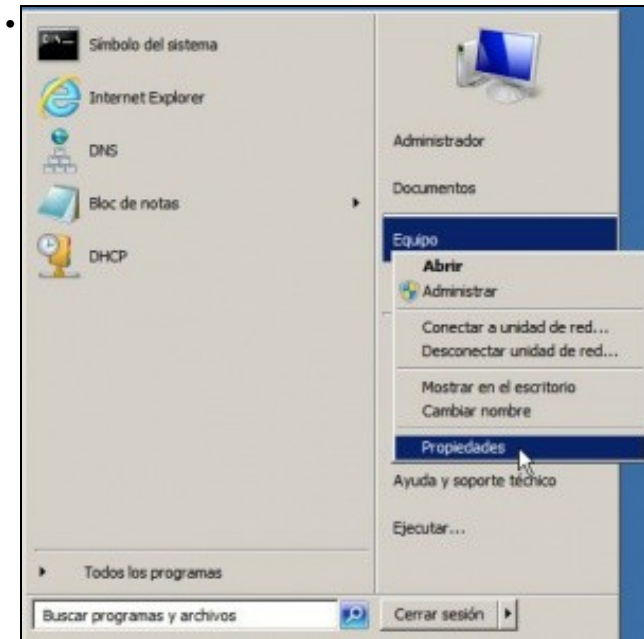 Símbolo del sistema
Internet Explorer
DNS
Bloc de notas
DHCP
Todos los programas
Buscar programas y archivos
Administrador
Documentos
Equipo
Abrir
Administrar
Conectar a unidad de red...
Desconectar unidad de red...
Mostrar en el escritorio
Cambiar nombre
Propiedades
Ayuda y soporte técnico
Ejecutar...
Cerrar sesión